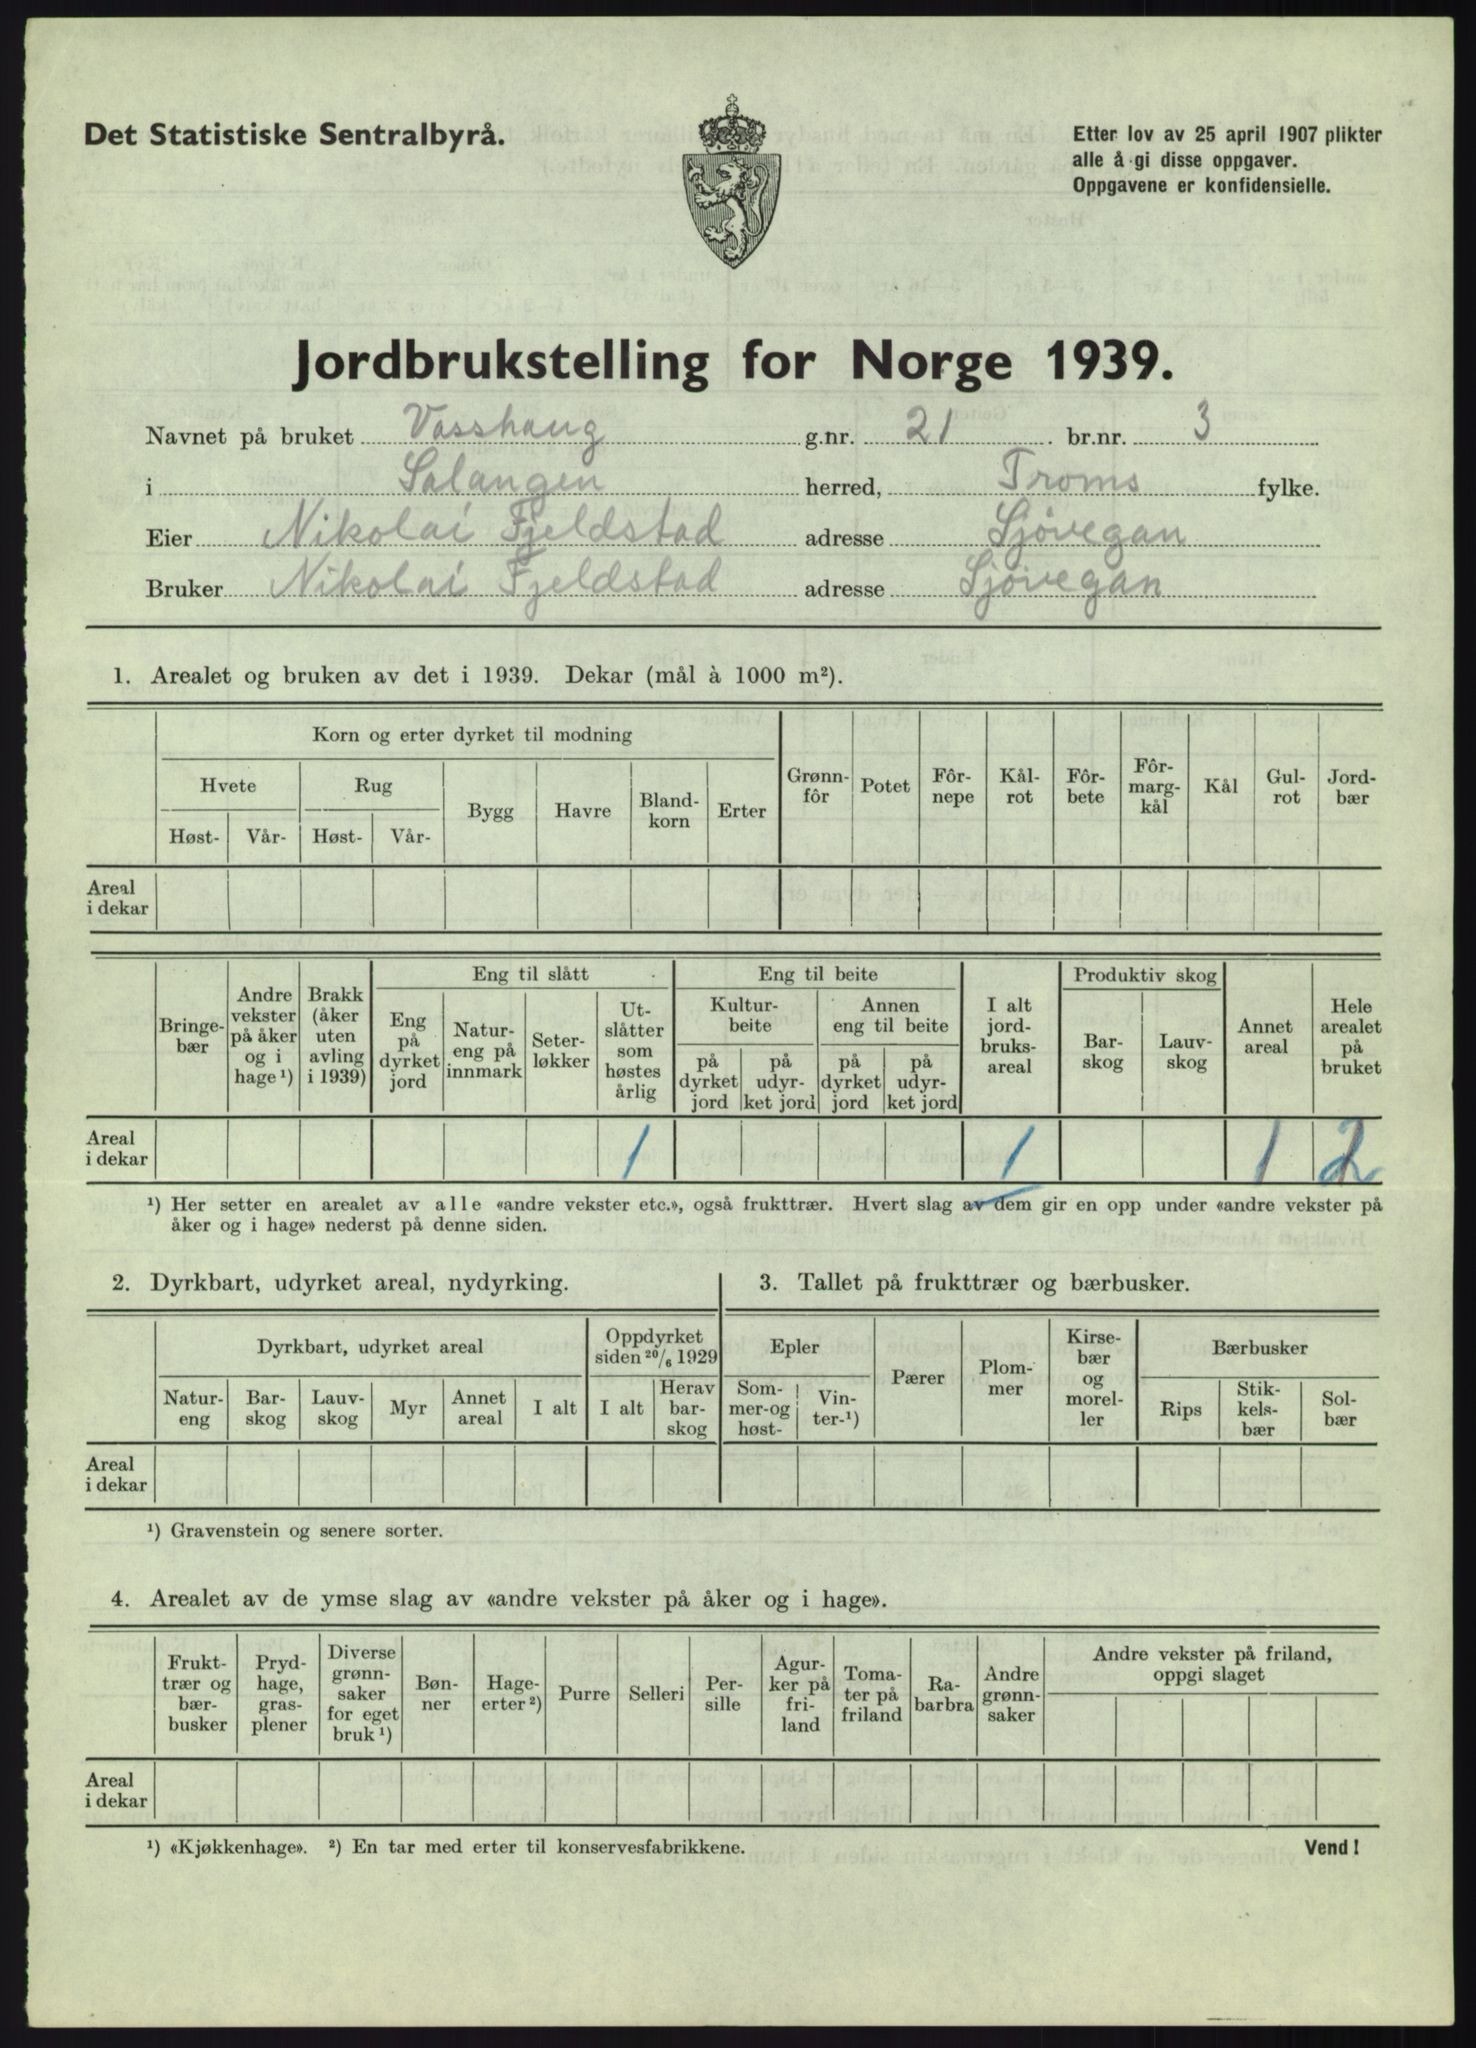 Det Statistiske Sentralbyrå.
Etter lov av 25 april 1907 plikter
alle å gi disse oppgaver.
Oppgavene er konfidensielle.
Jordbrukstelling for Norge 1939.
Navnet på bruket Vasshaug g.nr. 21 br.nr. 3
i Salangen herred, Troms fylke.
Eier Nikolai Fjeldstad adresse Sjøvegan
Bruker Nikolai Fjeldstad adresse Sjøvegan
1. Arealet og bruken av det i 1939. Dekar (mål à 1000 m²).
Korn og erter dyrket til modning
Hvete Rug Bygg Havre Bland-korn Erter Grønn-fôr Potet Fôr-nepe Kål-rot Fôr-bete Fôr-marg-kål Kål Gul-rot Jord-bær
Høst- Vår- Høst- Vår-
Areal
i dekar
Eng til slått Eng til beite Produktiv skog
Bringe-bær Andre vekster på åker og i hage ¹) Brakk (åker uten avling i 1939) Eng på dyrket jord Natur-eng på innmark Seter-løkker Ut-slåtter som høstes årlig Kultur-beite Annen eng til beite I alt jord-bruks-areal Bar-skog Lauv-skog Annet areal Hele arealet på bruket
på dyrket jord på udyr-ket jord på dyrket jord på udyr-ket jord
Areal
i dekar 1 1 1 2
¹) Her setter en arealet av alle «andre vekster etc.», også frukttrær. Hvert slag av dem gir en opp under «andre vekster på
åker og i hage» nederst på denne siden.
2. Dyrkbart, udyrket areal, nydyrking.
Dyrkbart, udyrket areal Oppdyrket siden 20/6 1929
Natur-eng Bar-skog Lauv-skog Myr Annet areal I alt I alt Herav bar-skog
Areal
i dekar
3. Tallet på frukttrær og bærbusker.
Epler Pærer Plom-mer Kirse-bær og morel-ler Bærbusker
Som-mer-og høst- Vin-ter-¹) Rips Stik-kels-bær Sol-bær
¹) Gravenstein og senere sorter.
4. Arealet av de ymse slag av «andre vekster på åker og i hage».
Frukt-trær og bær-busker Pryd-hage, gras-plener Diverse grønn-saker for eget bruk ¹) Bøn-ner Hage-erter ²) Purre Selleri Per-sille Agur-ker på fri-land Toma-ter på friland Ra-barbra Andre grønn-saker Andre vekster på friland, oppgi slaget
Areal
i dekar
¹) «Kjøkkenhage». ²) En tar med erter til konservesfabrikkene.
Vend!